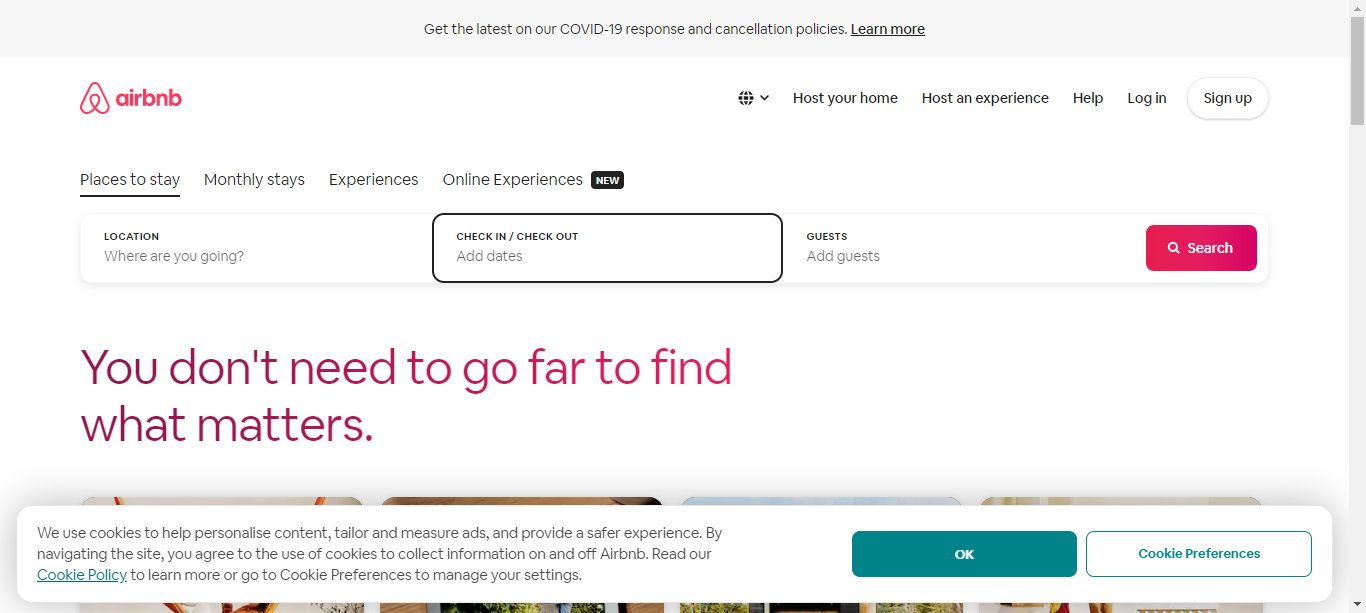 Get the latest on our COVID-19 response and cancellation policies. Learn more
airbnb
Host your home
Host an experience
Help
Log in
Sign up
Places to stay
Monthly stays
Experiences
Online Experiences
NEW
LOCATION
Where are you going?
CHECK IN / CHECK OUT
Add dates
GUESTS
Add guests
Search
You don't need to go far to find
what matters.
We use cookies to help personalise content, tailor and measure ads, and provide a safer experience. By
navigating the site, you agree to the use of cookies to collect information on and off Airbnb. Read our
Cookie Policy to learn more or go to Cookie Preferences to manage your settings.
OK
Cookie Preferences